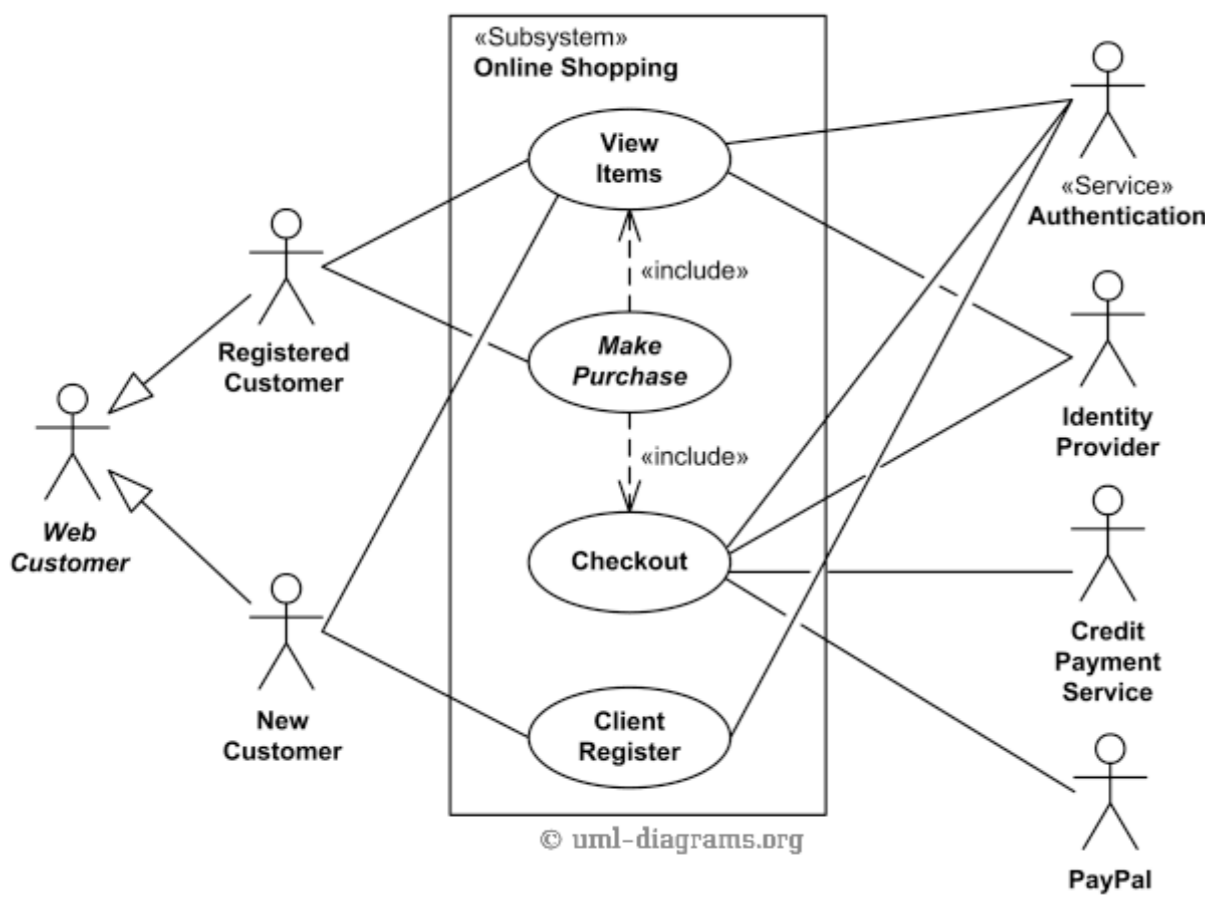 «Subsystem»
Online Shopping
View
Items
«include»
Make
Purchase
«include»
Checkout
Client
Register
Registered
Customer
Web
Customer
New
Customer
«Service»
Authentication
Identity
Provider
Credit
Payment
Service
PayPal
© uml-diagrams.org